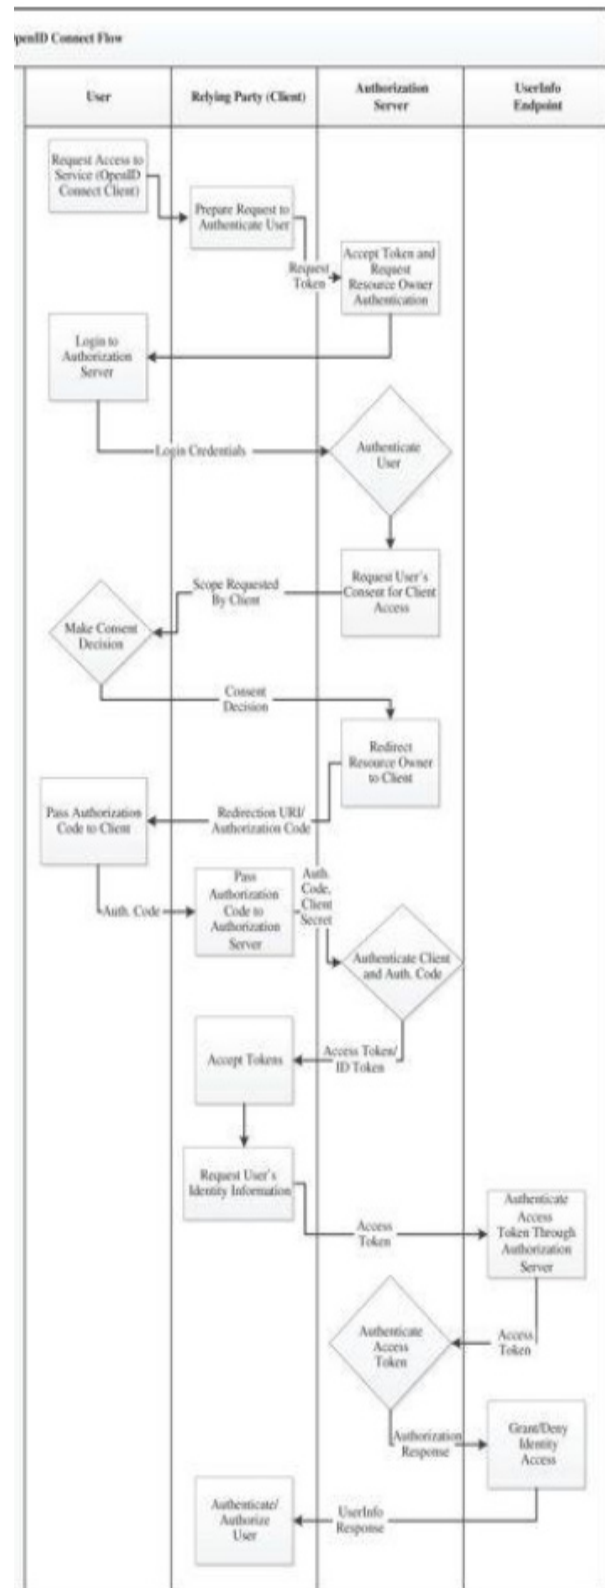 penID Connect Flow
User
Relying Party (Client)
Authorization
Server
UserInfo
Endpoint
Request Access to
Service (OpenID
Connect Client)
Prepare Request to
Authenticate User
Request
Token
Accept Token and
Request
Resource Owner
Authentication
Login to
Authorization
Server
Login Credentials
Authenticate
User
Request User's
Consent for Client
Access
Scope Requested
By Client
Make Consent
Decision
Consent
Decision
Redirect
Resource Owner
to Client
Redirection URI/
Authorization Code
Pass Authorization
Code to Client
Auth. Code
Pass
Authorization
Code to
Authorization
Server
Auth.
Code,
Client
Secret
Authenticate Client
and Auth. Code
Access Token/
ID Token
Accept Tokens
Request User's
Identity Information
Access
Token
Authenticate
Access
Token Through
Authorization
Server
Access
Token
Authenticate
Access
Token
Authorization
Response
Grant/Deny
Identity
Access
UserInfo
Response
Authenticate/
Authorize
User